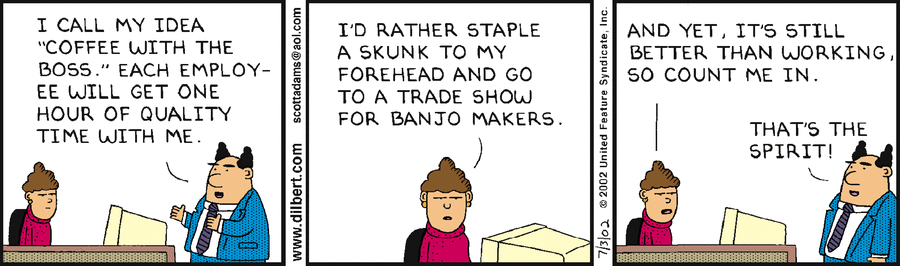 I CALL MY IDEA
"COFFEE WITH THE
BOSS." EACH EMPLOY-
EE WILL GET ONE
HOUR OF QUALITY
TIME WITH ME.
www.dilbert.com scottadams@aol.com
I'D RATHER STAPLE
A SKUNK TO MY
FOREHEAD AND GO
TO A TRADE SHOW
FOR BANJO MAKERS.
7/3/02 © 2002 United Feature Syndicate, Inc.
AND YET, IT'S STILL
BETTER THAN WORKING,
SO COUNT ME IN.
THAT'S THE
SPIRIT!